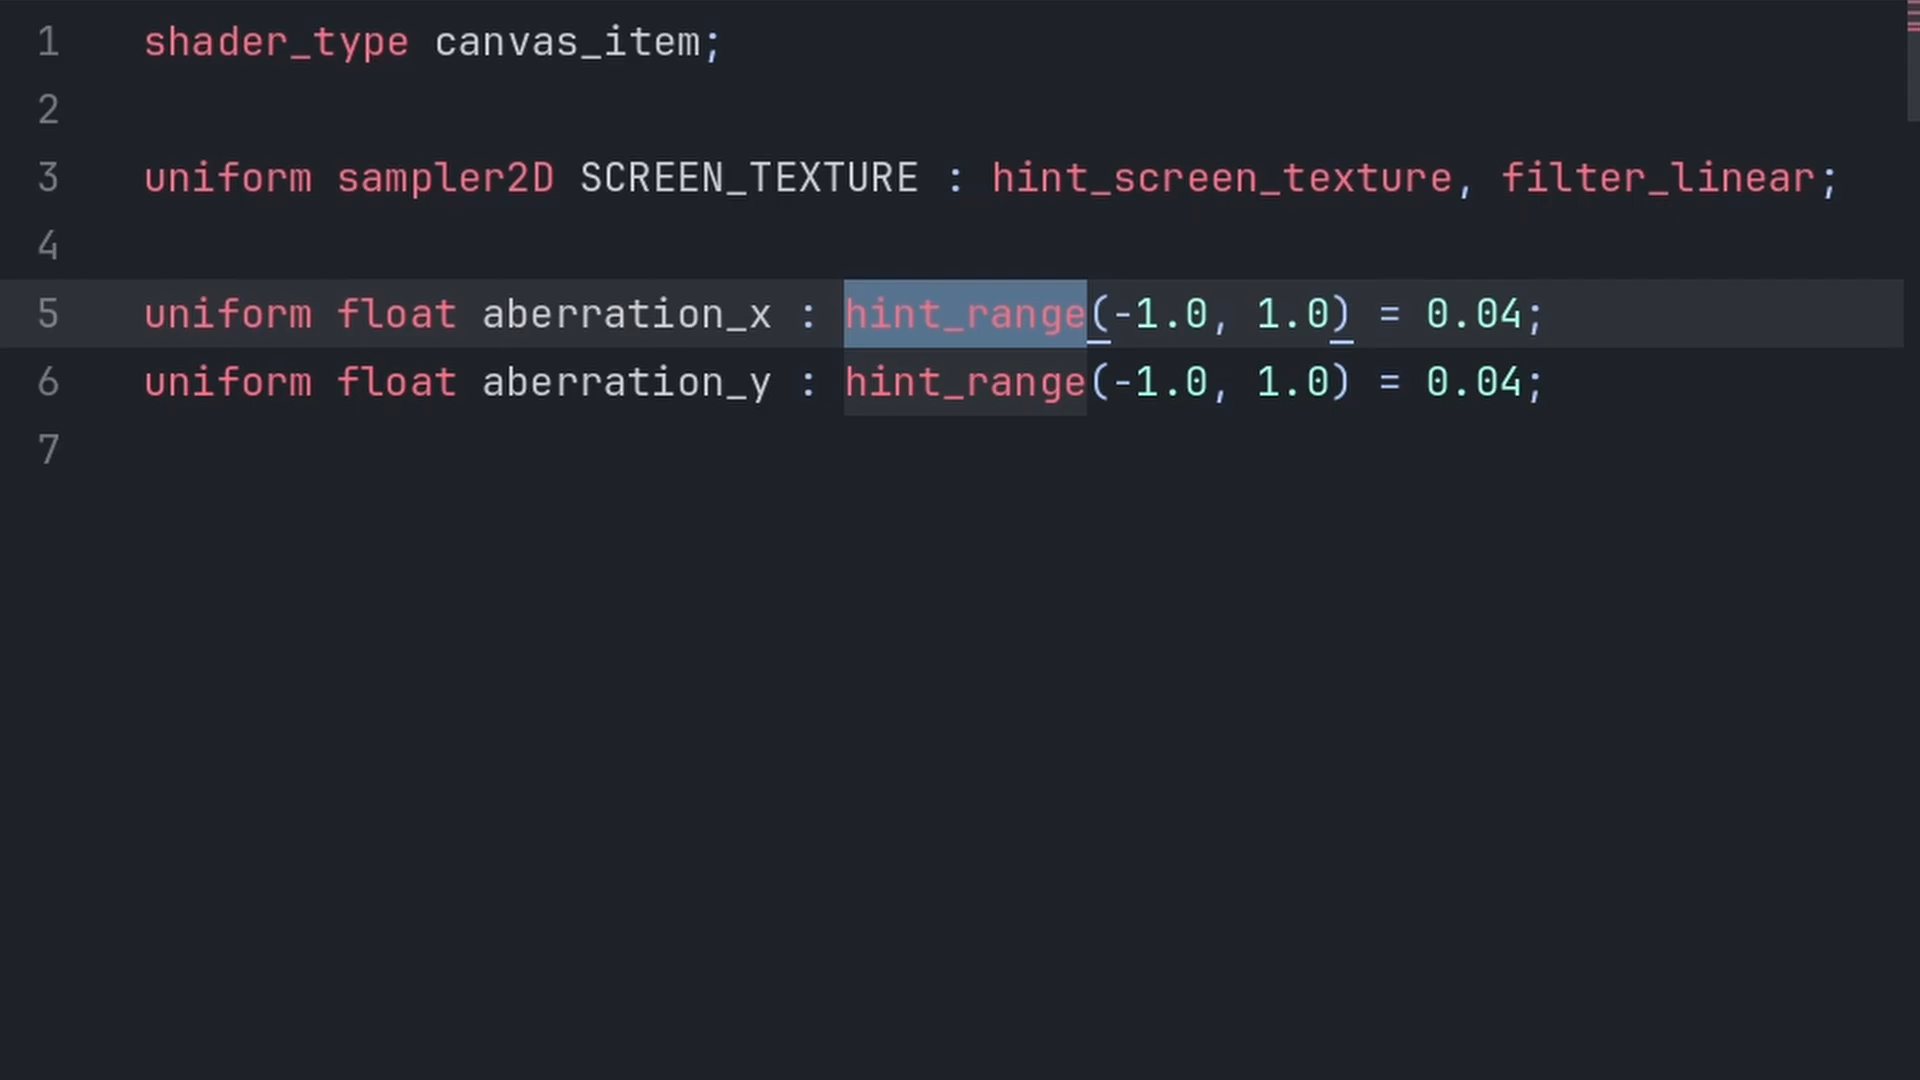 1 shader_type canvas_item;
2
3 uniform sampler2D SCREEN_TEXTURE : hint_screen_texture, filter_linear;
4
5 uniform float aberration_x : hint_range(-1.0, 1.0) = 0.04;
6 uniform float aberration_y : hint_range(-1.0, 1.0) = 0.04;
7